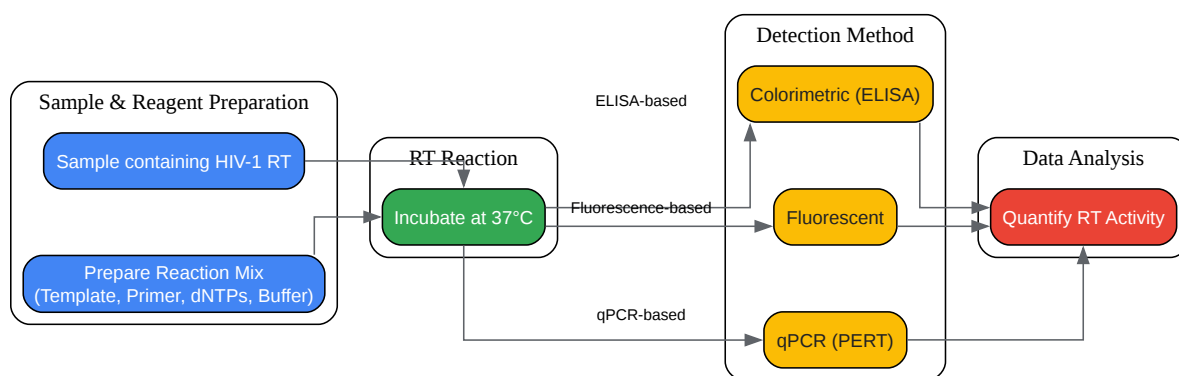 Sample & Reagent Preparation
Sample containing HIV-1 RT
Prepare Reaction Mix
(Template, Primer, dNTPs, Buffer)
RT Reaction
Incubate at 37°C
ELISA-based
Fluorescence-based
qPCR-based
Detection Method
Colorimetric (ELISA)
Fluorescent
qPCR (PERT)
Data Analysis
Quantify RT Activity